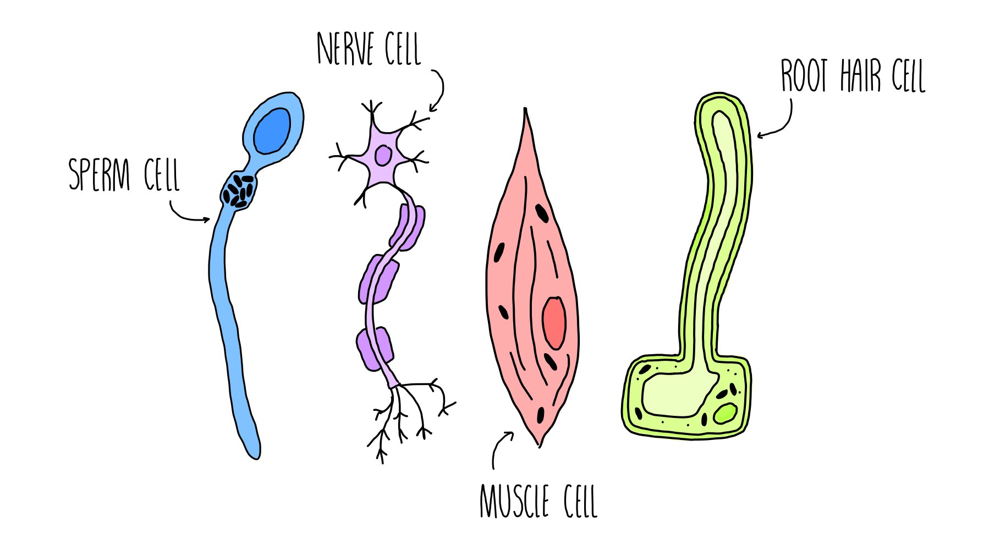 NERVE CELL
ROOT HAIR CELL
SPERM CELL
MUSCLE CELL